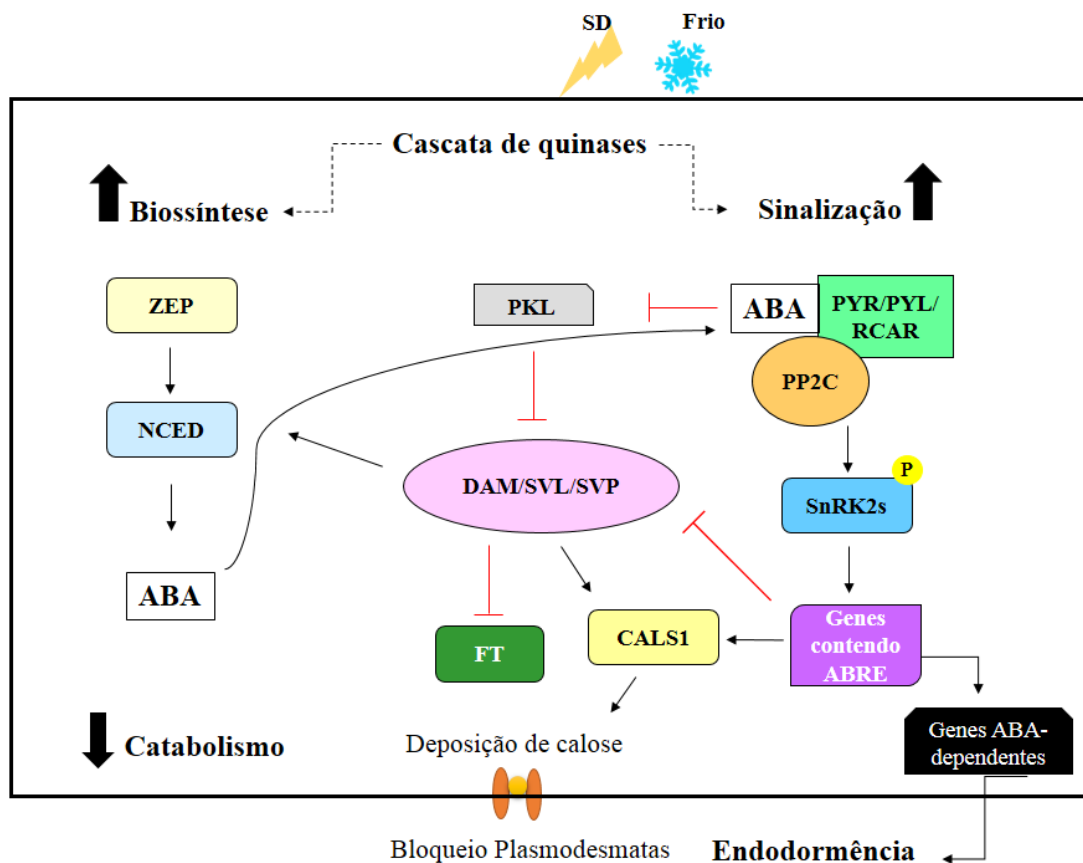 SD
Frio
Cascata de quinases
Biossíntese
Sinalização
ZEP
PKL
ABA
PYR/PYL/
RCAR
PP2C
NCED
DAM/SVL/SVP
P
SnRK2s
ABA
FT
CALS1
Genes
contendo
ABRE
Catabolismo
Deposição de calose
Genes ABA-
dependentes
Bloqueio Plasmodesmatas
Endodormência